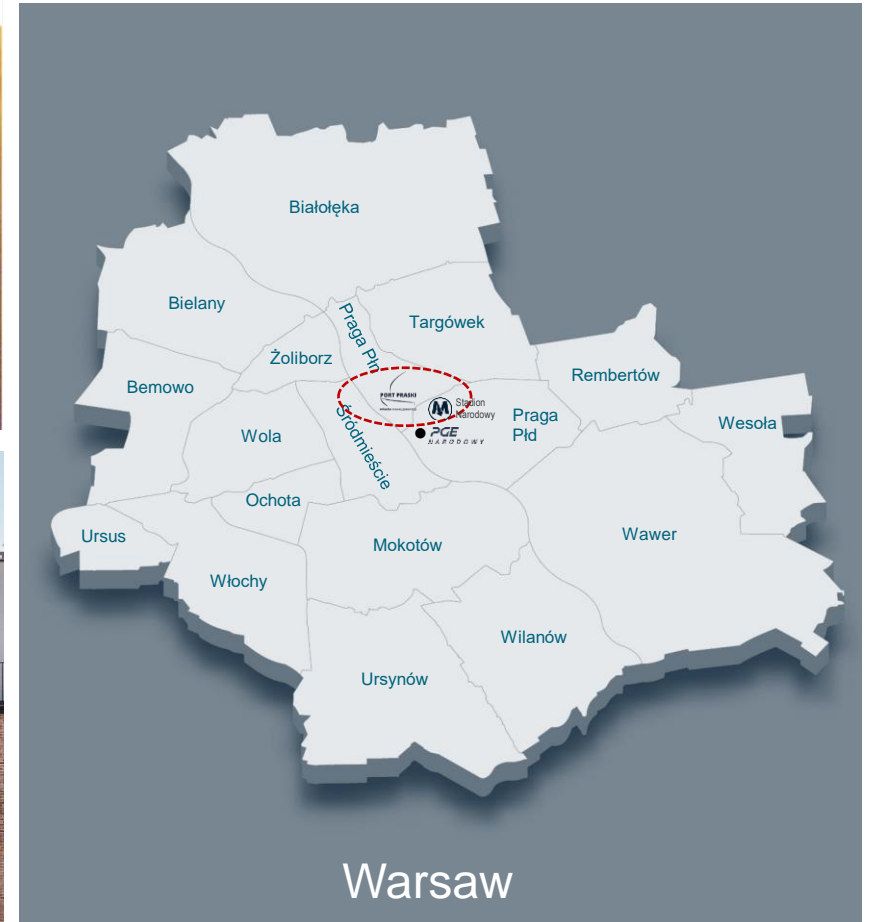 Białołęka
Bielany
Praga Płn
Targówek
Żoliborz
Rembertów
Bemowo
PORT PRASKI
Stadion
Narodowy
Praga
Płd
Wesoła
Wola
Śródmieście
PGE
NARODOWY
Ochota
Ursus
Mokotów
Wawer
Włochy
Wilanów
Ursynów
Warsaw